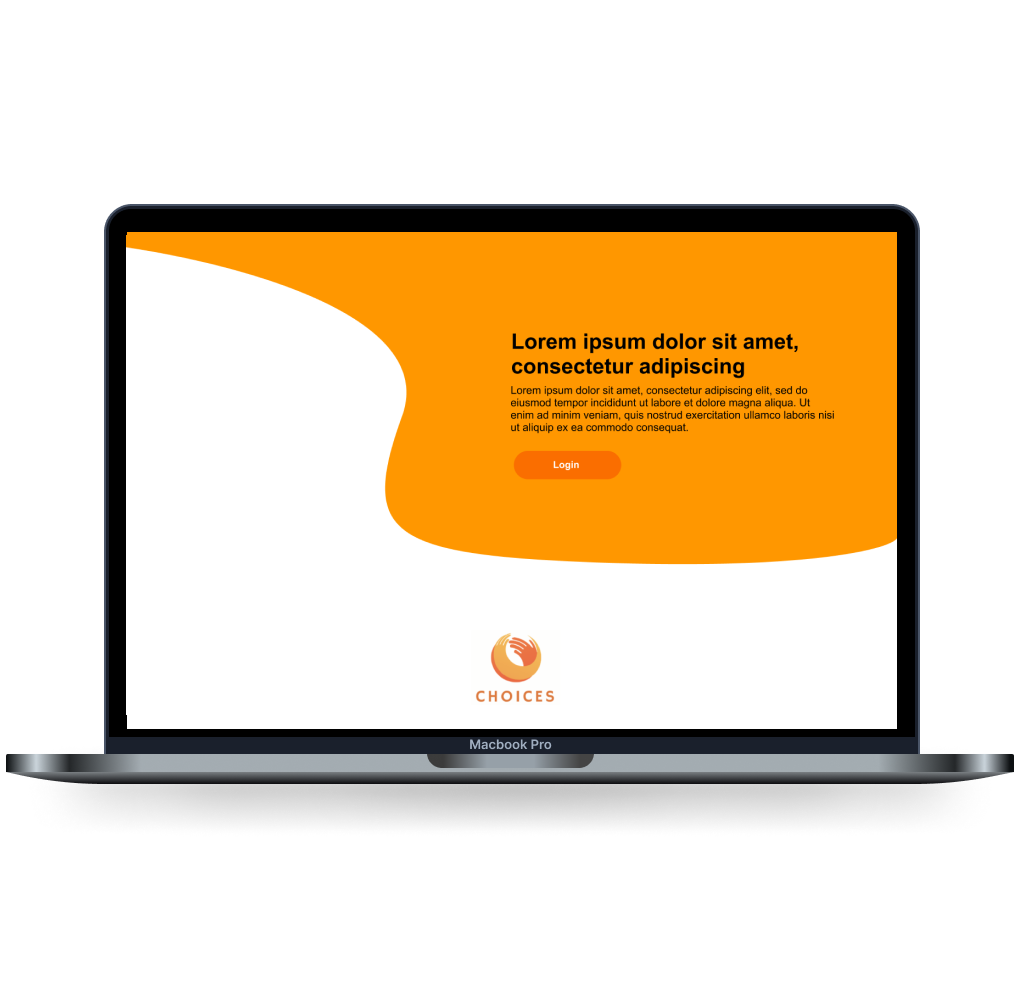 Lorem ipsum dolor sit amet,
consectetur adipiscing
Lorem ipsum dolor sit amet, consectetur adipiscing elit, sed do
eiusmod tempor incididunt ut labore et dolore magna aliqua. Ut
enim ad minim veniam, quis nostrud exercitation ullamco laboris nisi
ut aliquip ex ea commodo consequat.
Login
CHOICES
Macbook Pro